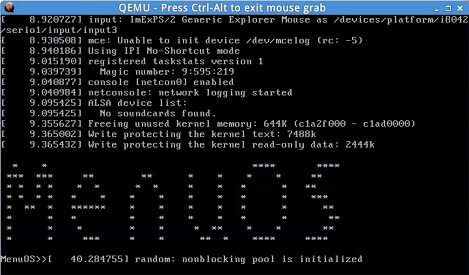 QEMU - Press Ctrl-Alt to exit mouse grab
[    8.920727] input: ImExPS/2 Generic Explorer Mouse as /devices/platform/i8042
/serio1/input/input3
[    8.930508] mce: Unable to init device /dev/mcelog (rc: -5)
[    8.940186] Using IPI No-Shortcut mode
[    9.015190] registered taskstats version 1
[    9.039739]   Magic number: 9:595:219
[    9.040877] console [netcon0] enabled
[    9.040984] netconsole: network logging started
[    9.095425] ALSA device list:
[    9.095425]   No soundcards found.
[    9.355627] Freeing unused kernel memory: 644K (c1a2f000 - c1ad0000)
[    9.365002] Write protecting the kernel text: 7488k
[    9.365432] Write protecting the kernel read-only data: 2444k
MenuOS
MenuOS>>[   40.284755] random: nonblocking pool is initialized